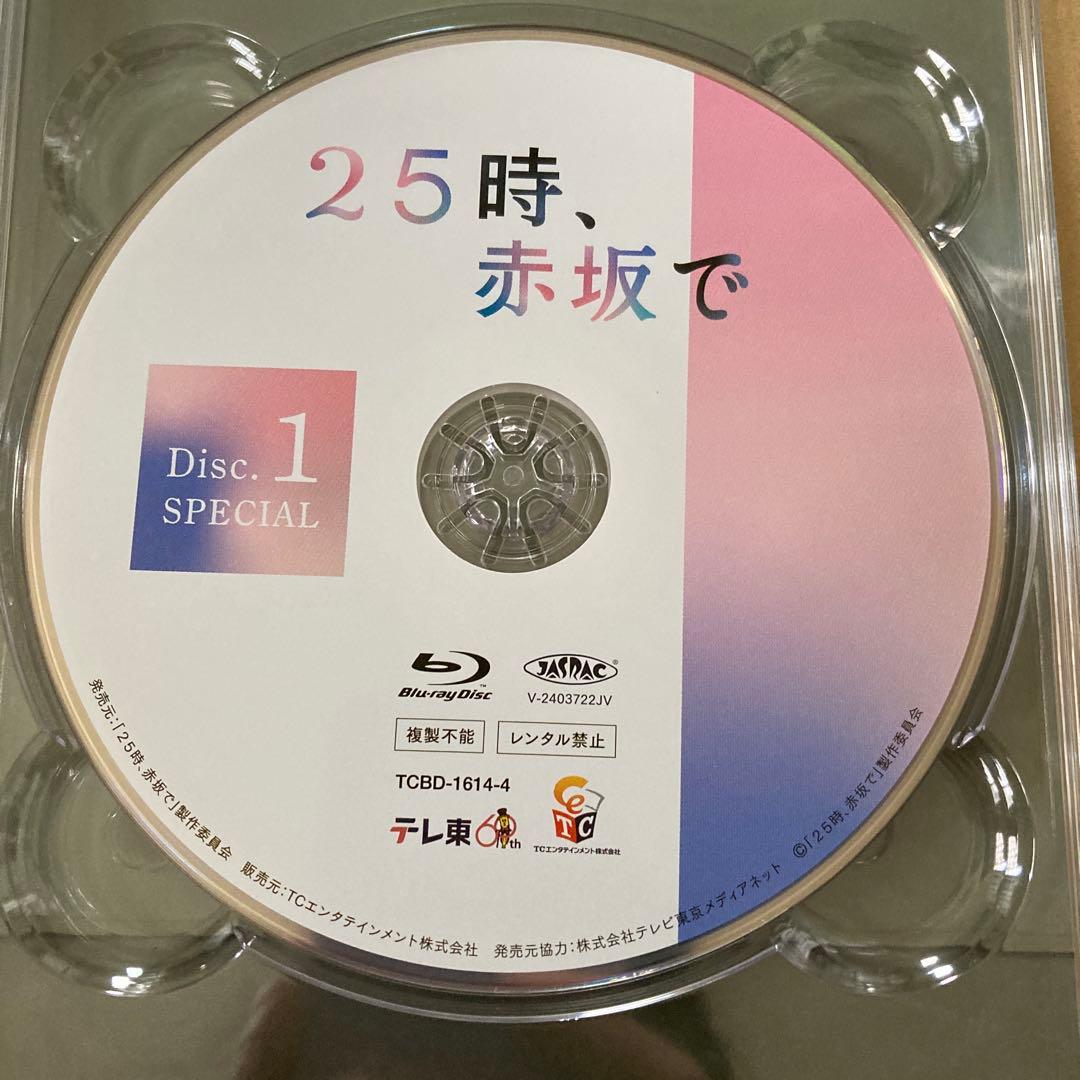 25時、
赤坂で
Disc. 1
SPECIAL
Blu-ray Disc™
JASRAC®
V-2403722JV
複製不能
レンタル禁止
TCBD-1614-4
テレ東 60th
TC
TCエンタテインメント株式会社
発売元:「25時、赤坂で」製作委員会 販売元:TCエンタテインメント株式会社 発売元協力:株式会社テレビ東京メディアネット ©「25時、赤坂で」製作委員会